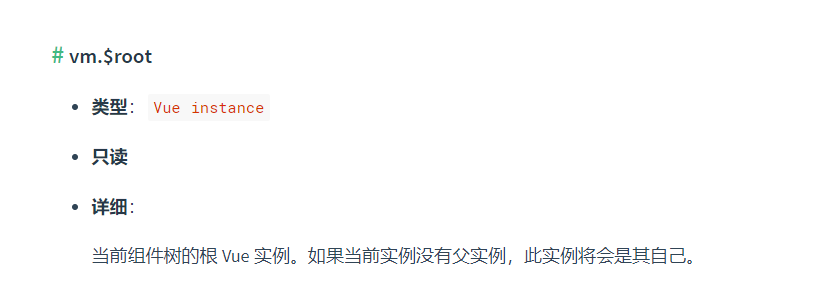 # vm.$root
• 类型： Vue instance
• 只读
• 详细：
当前组件树的根 Vue 实例。如果当前实例没有父实例，此实例将会是其自己。